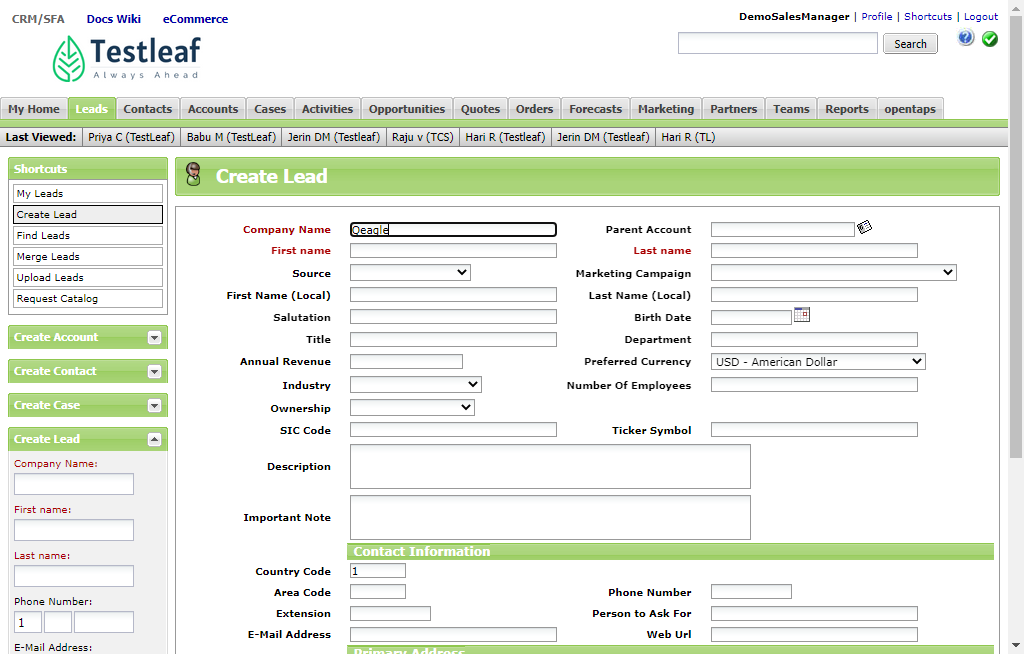 CRM/SFA Docs Wiki eCommerce
DemoSalesManager | Profile | Shortcuts | Logout
Testleaf
Always Ahead
Search
My Home Leads Contacts Accounts Cases Activities Opportunities Quotes Orders Forecasts Marketing Partners Teams Reports opentaps
Last Viewed: Priya C (TestLeaf) Babu M (TestLeaf) Jerin DM (Testleaf) Raju v (TCS) Hari R (Testleaf) Jerin DM (Testleaf) Hari R (TL)
Shortcuts
My Leads
Create Lead
Find Leads
Merge Leads
Upload Leads
Request Catalog
Create Account
Create Contact
Create Case
Create Lead
Company Name:
First name:
Last name:
Phone Number:
1
E-Mail Address:
Create Lead
Company Name Qeagle Parent Account
First name Last name
Source Marketing Campaign
First Name (Local) Last Name (Local)
Salutation Birth Date
Title Department
Annual Revenue Preferred Currency USD - American Dollar
Industry Number Of Employees
Ownership
SIC Code Ticker Symbol
Description
Important Note
Contact Information
Country Code 1
Area Code Phone Number
Extension Person to Ask For
E-Mail Address Web Url
Primary Address